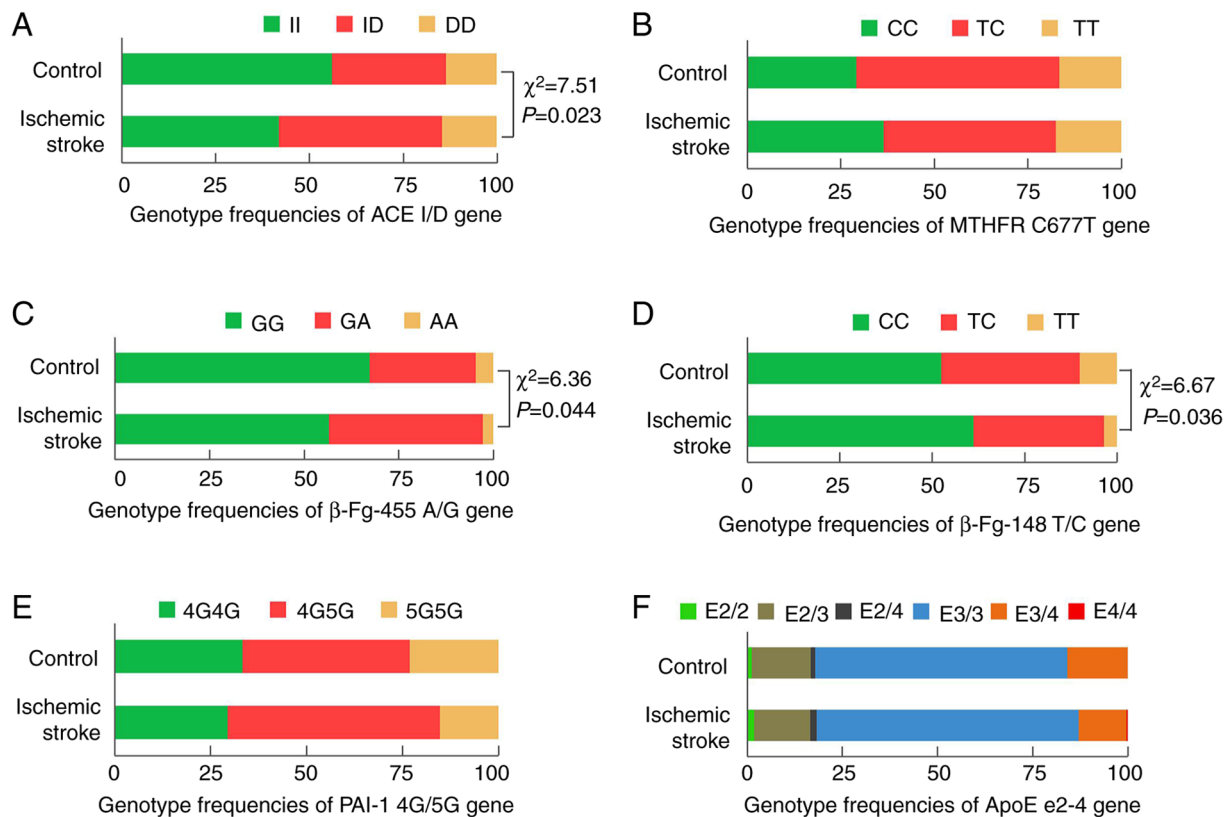 A
II ID DD
Control
Ischemic
stroke
χ²=7.51
P=0.023
0 25 50 75 100
Genotype frequencies of ACE I/D gene
B
CC TC TT
Control
Ischemic
stroke
0 25 50 75 100
Genotype frequencies of MTHFR C677T gene
C
GG GA AA
Control
Ischemic
stroke
χ²=6.36
P=0.044
0 25 50 75 100
Genotype frequencies of β-Fg-455 A/G gene
D
CC TC TT
Control
Ischemic
stroke
χ²=6.67
P=0.036
0 25 50 75 100
Genotype frequencies of β-Fg-148 T/C gene
E
4G4G 4G5G 5G5G
Control
Ischemic
stroke
0 25 50 75 100
Genotype frequencies of PAI-1 4G/5G gene
F
E2/2 E2/3 E2/4 E3/3 E3/4 E4/4
Control
Ischemic
stroke
0 25 50 75 100
Genotype frequencies of ApoE e2-4 gene